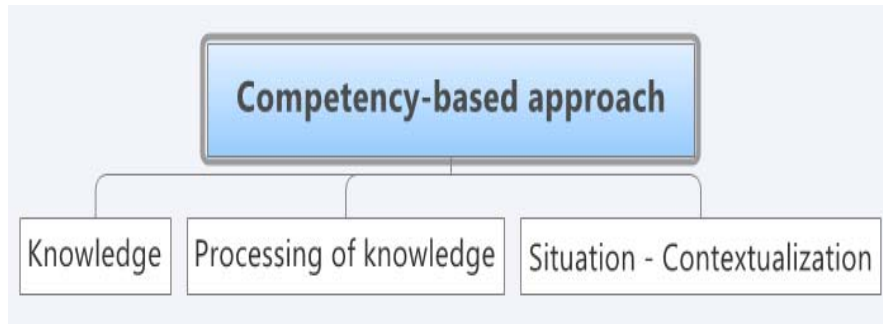 Competency-based approach
Knowledge
Processing of knowledge
Situation - Contextualization